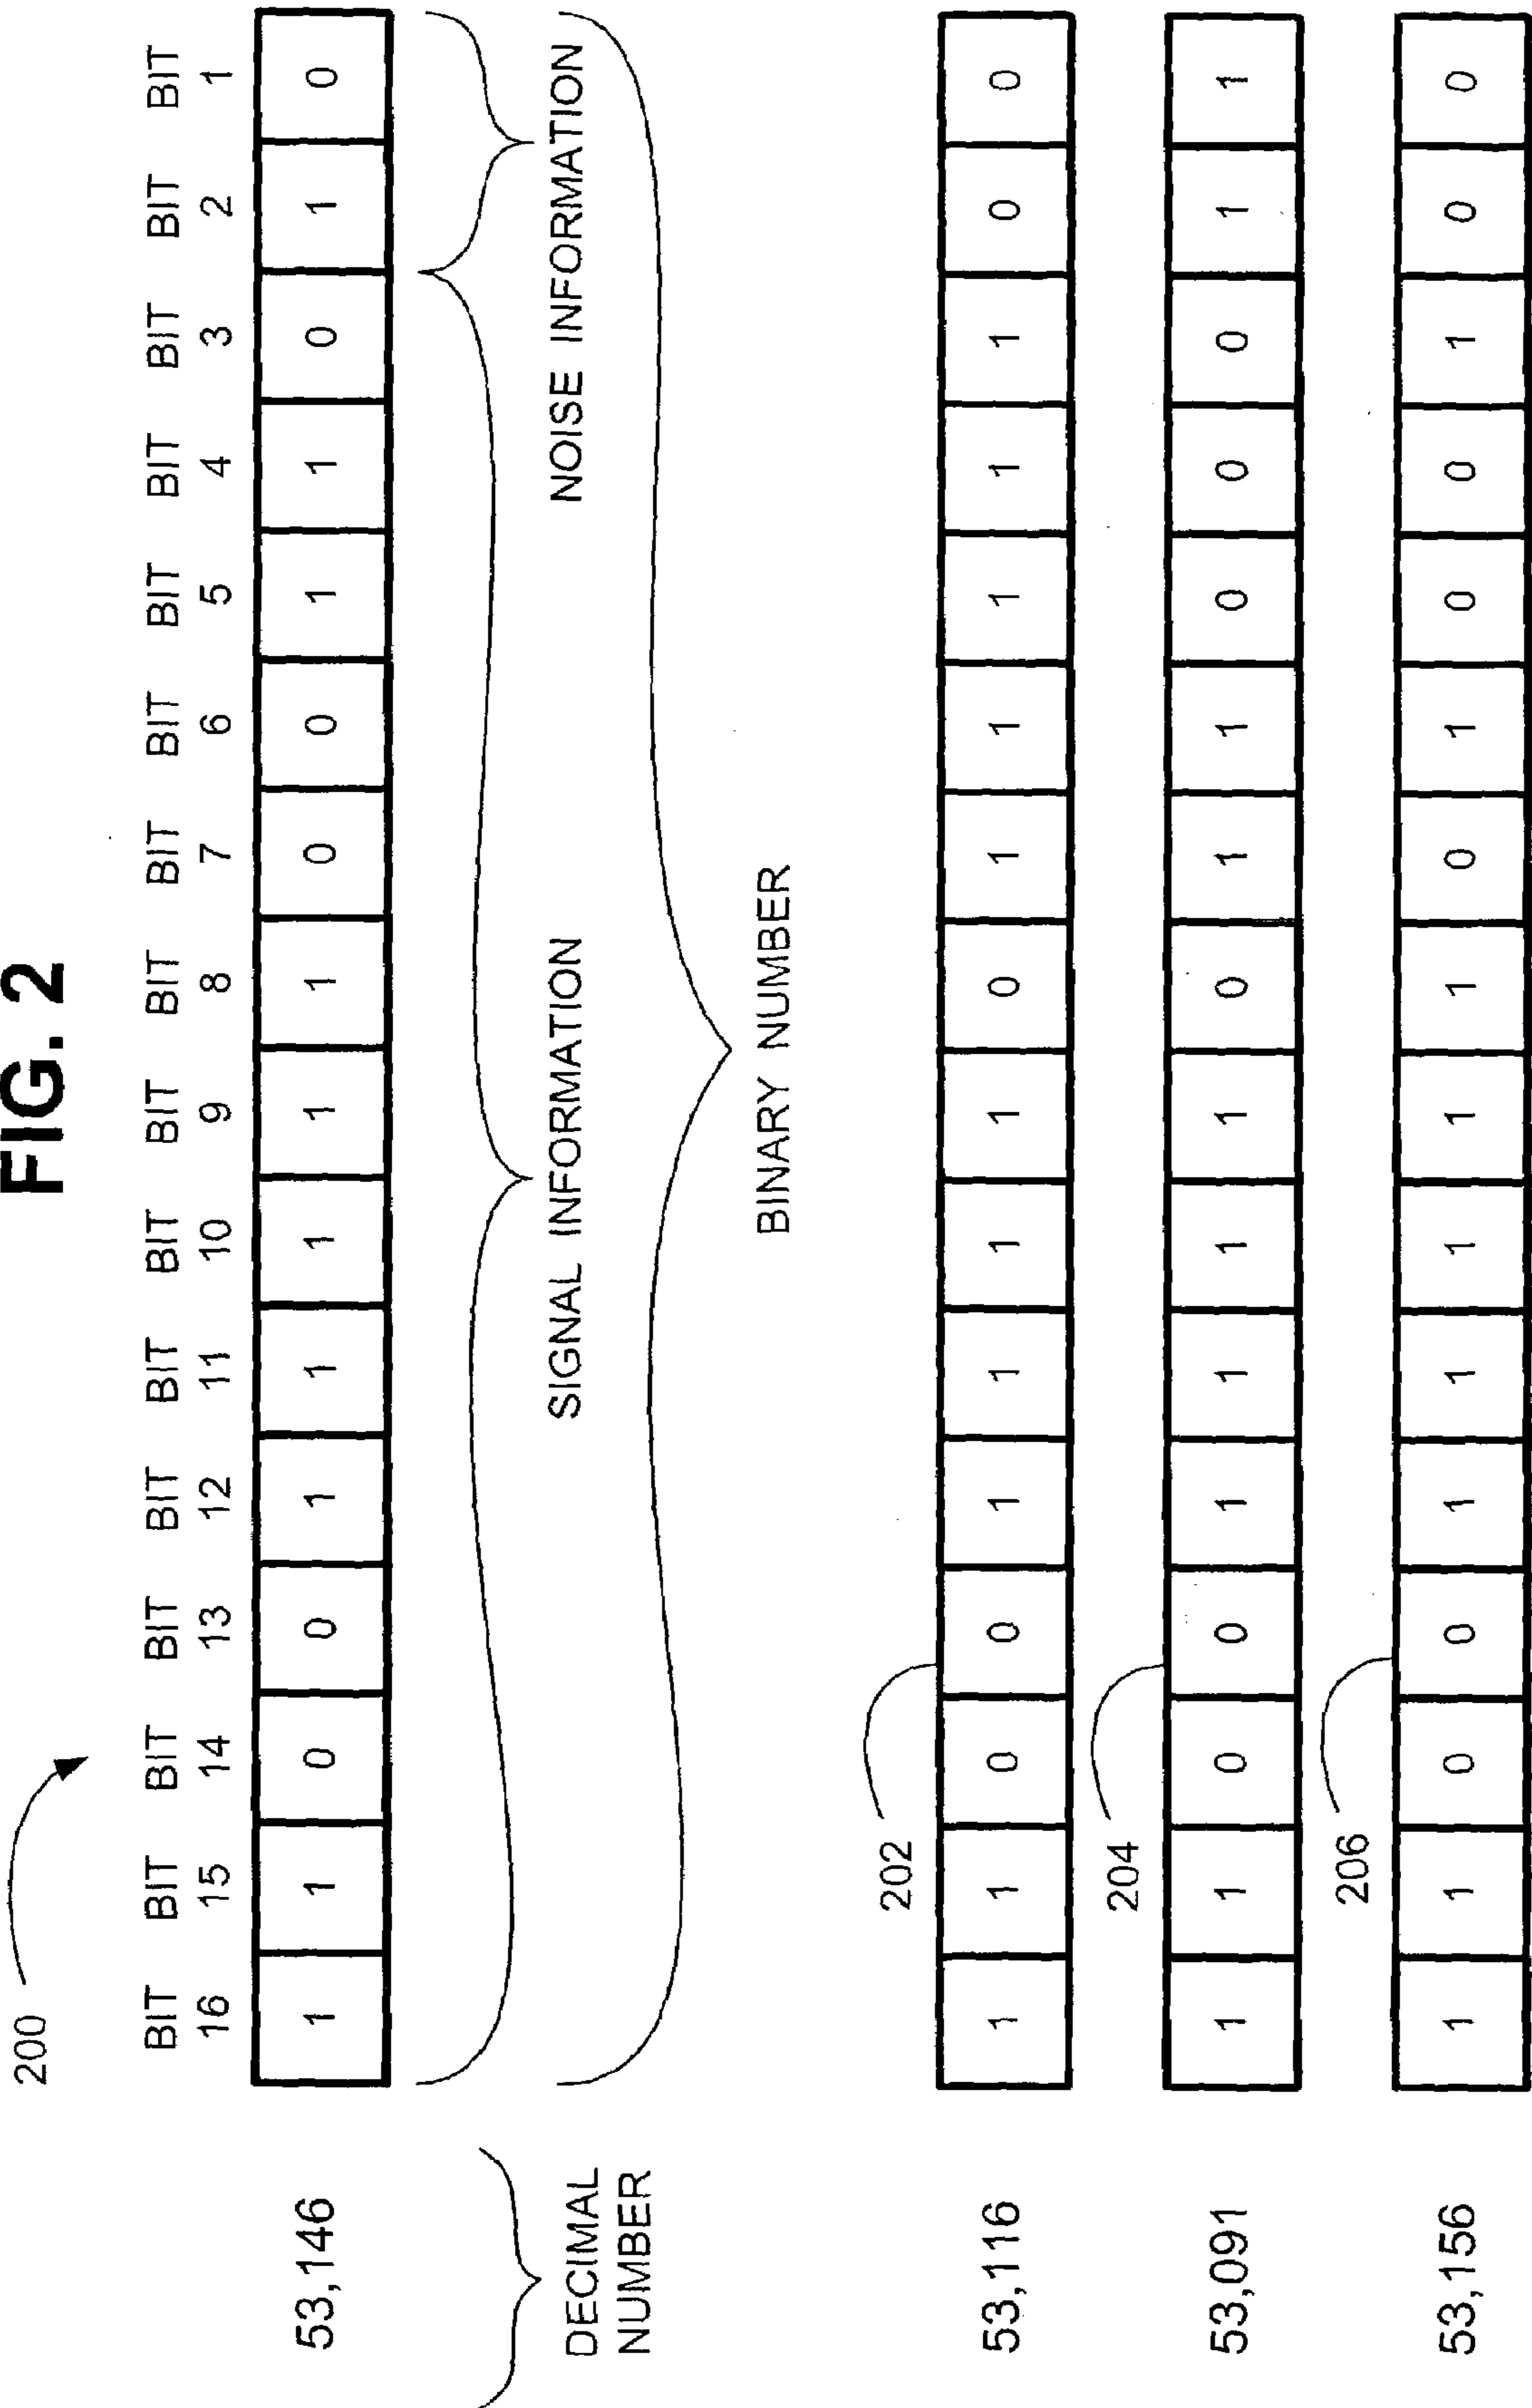 FIG. 2
200
BIT BIT BIT BIT BIT BIT BIT BIT BIT BIT BIT BIT BIT BIT BIT BIT
16 15 14 13 12 11 10 9 8 7 6 5 4 3 2 1
53,146 1 1 0 0 1 1 1 1 1 0 0 1 1 0 1 0
DECIMAL
NUMBER
SIGNAL INFORMATION
NOISE INFORMATION
BINARY NUMBER
202
53,116 1 1 0 0 1 1 1 1 0 1 1 1 1 1 0 0
204
53,091 1 1 0 0 1 1 1 1 0 1 1 0 0 0 1 1
206
53,156 1 1 0 0 1 1 1 1 1 0 1 0 0 1 0 0